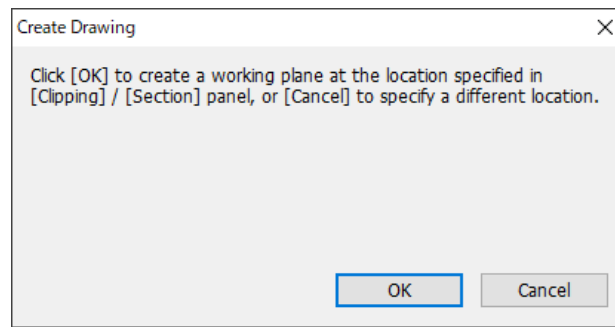 Create Drawing
Click [OK] to create a working plane at the location specified in
[Clipping] / [Section] panel, or [Cancel] to specify a different location.
OK
Cancel